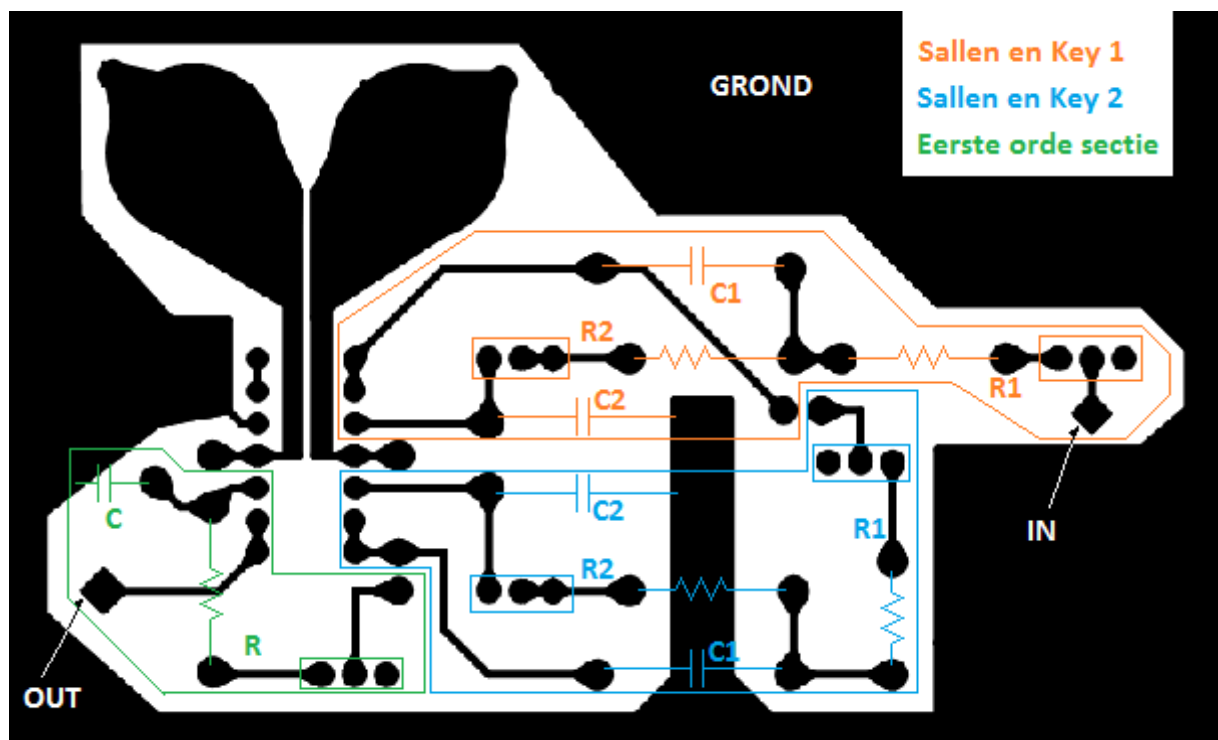 GROND
Sallen en Key 1
Sallen en Key 2
Eerste orde sectie
C1
R2
R1
C2
IN
C2
R1
R2
C
R
C1
OUT